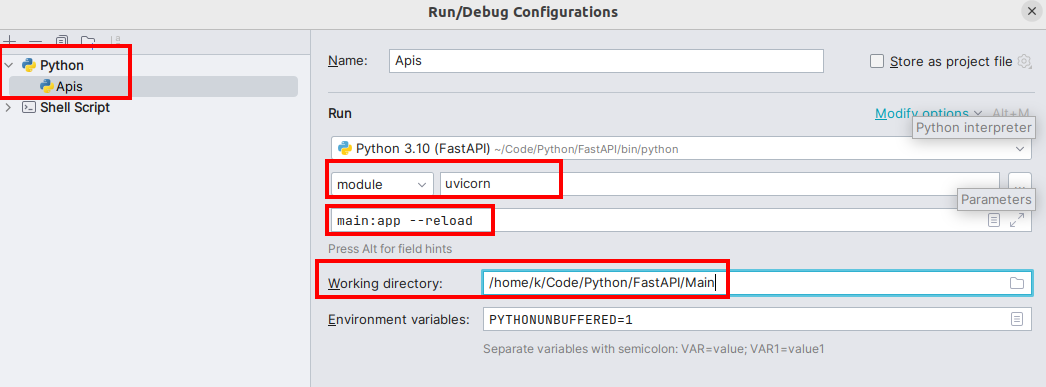 Run/Debug Configurations
Python
Apis
Shell Script
Name: Apis
Store as project file
Run
Modify options Alt+M
Python interpreter
Python 3.10 (FastAPI) ~/Code/Python/FastAPI/bin/python
module uvicorn ...
Parameters
main:app --reload
Press Alt for field hints
Working directory: /home/k/Code/Python/FastAPI/Main
Environment variables: PYTHONUNBUFFERED=1
Separate variables with semicolon: VAR=value; VAR1=value1